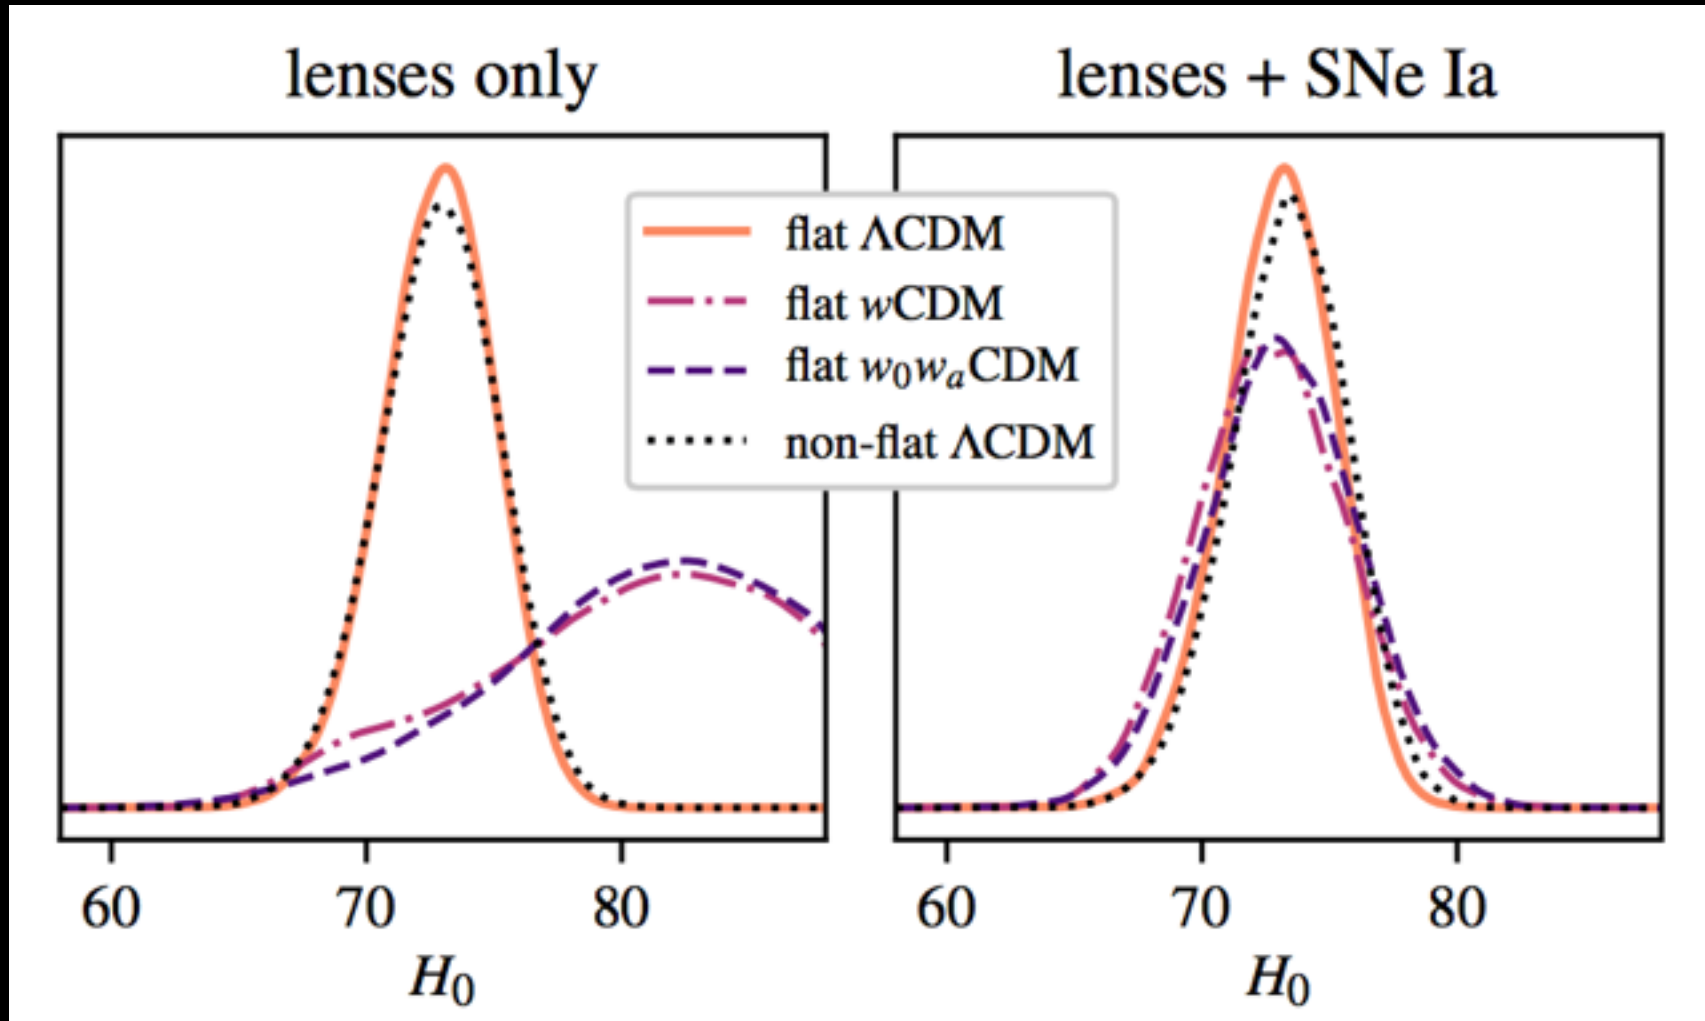 lenses only
lenses + SNe Ia
flat ΛCDM
flat wCDM
flat w₀wₐCDM
non-flat ΛCDM
60 70 80
H₀
60 70 80
H₀